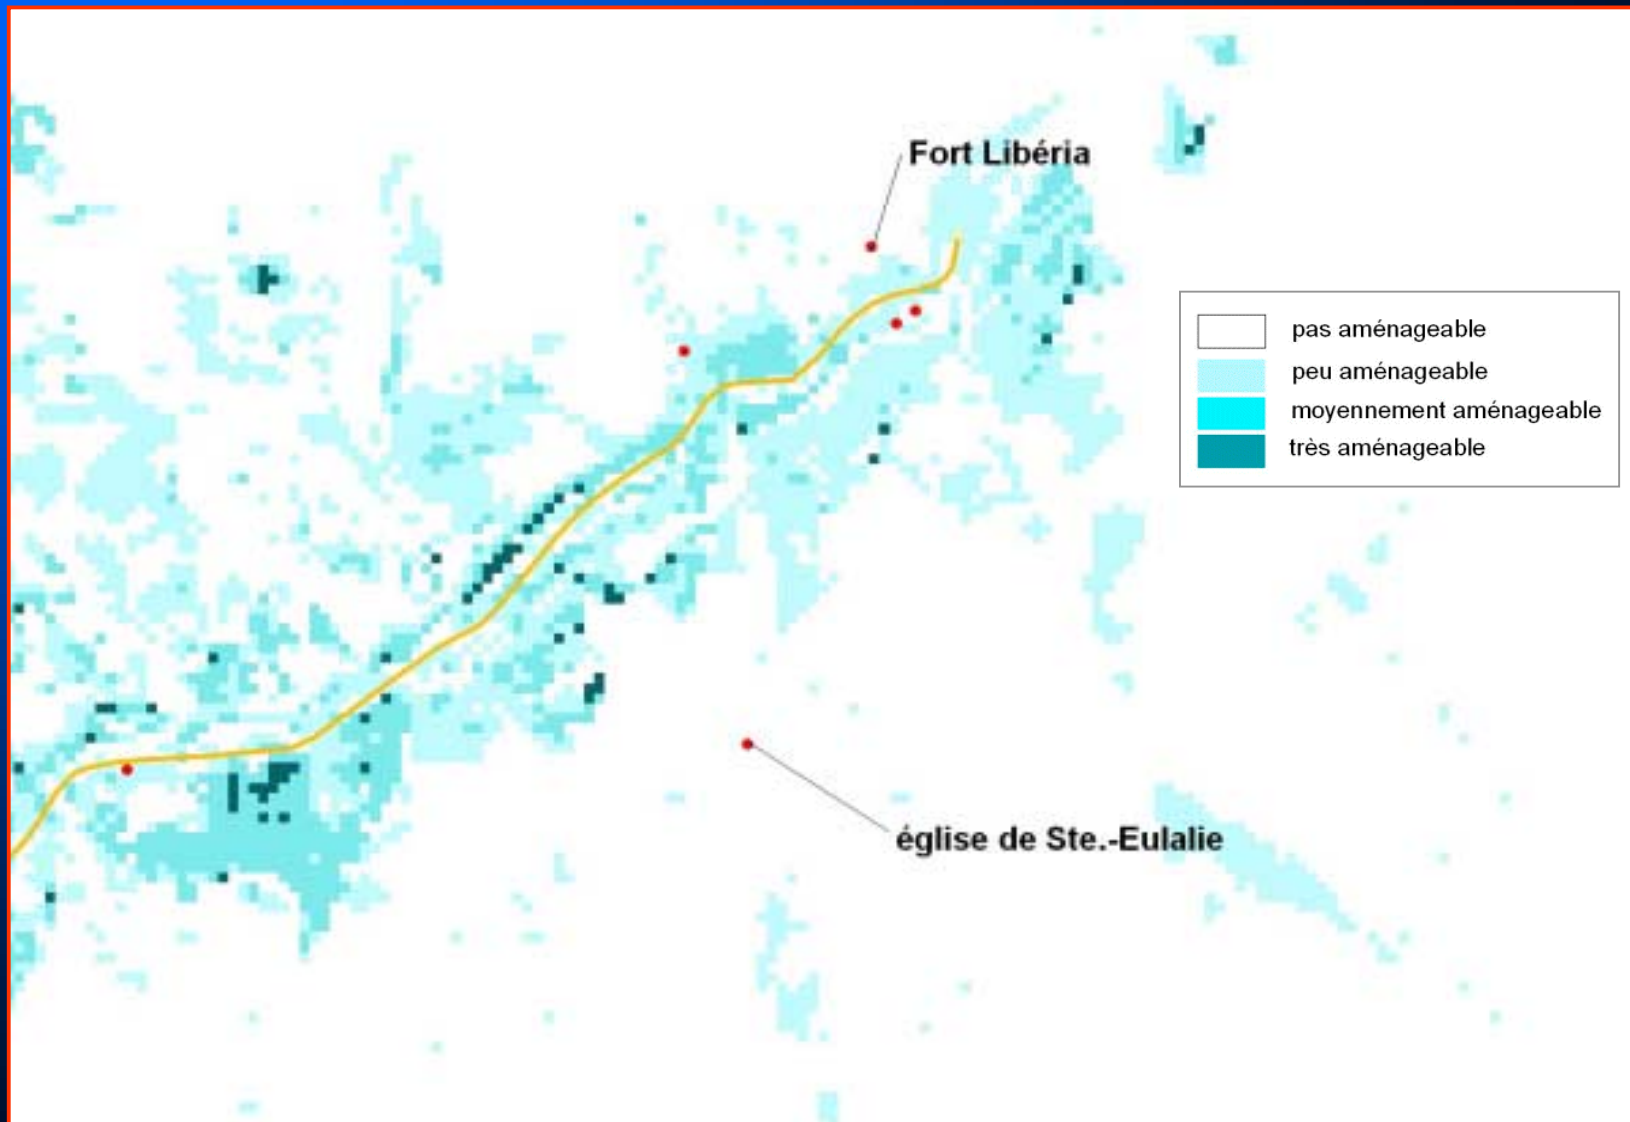 Fort Libéria
pas aménageable
peu aménageable
moyennement aménageable
très aménageable
église de Ste.-Eulalie